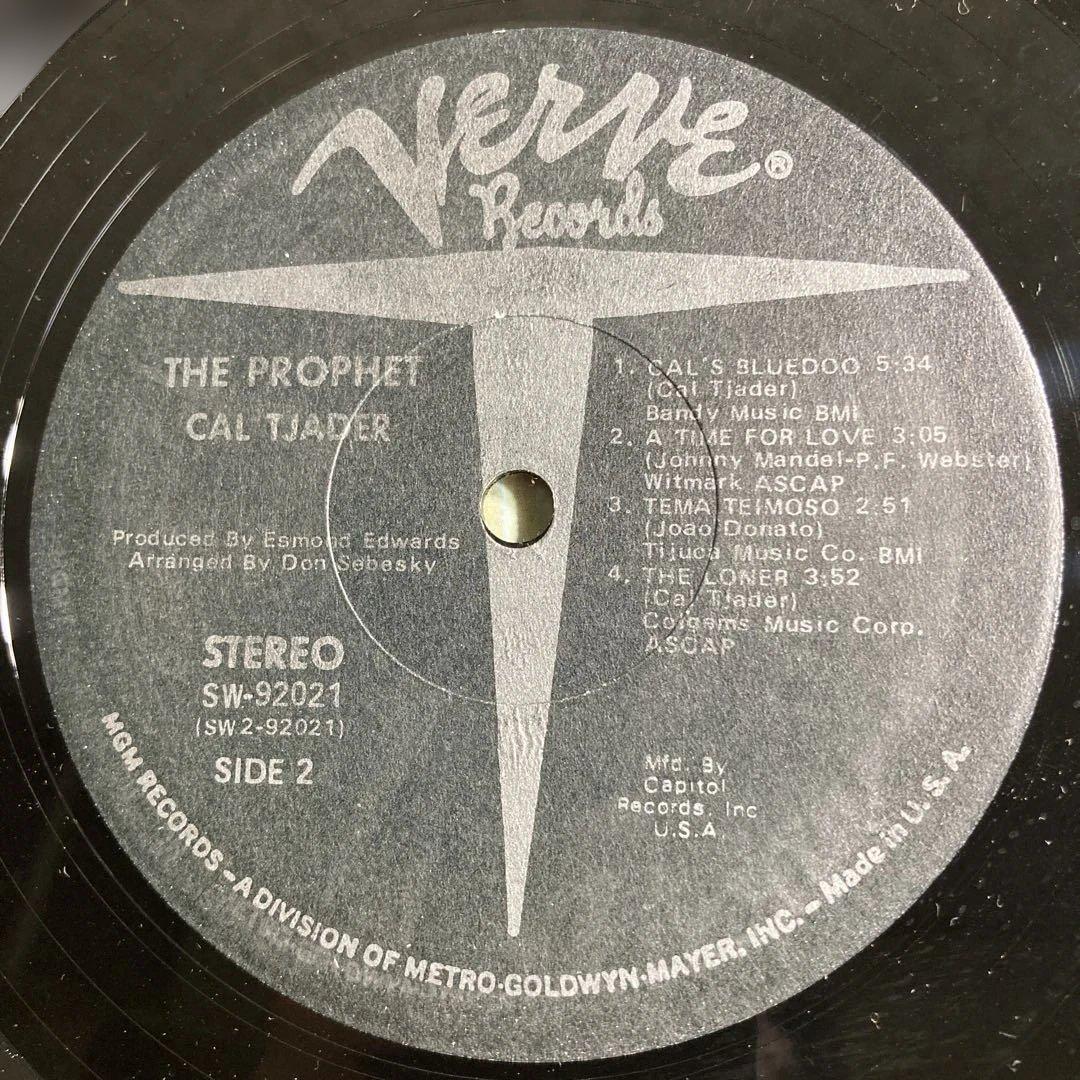 Verve®
Records
THE PROPHET
CAL TJADER
Produced By Esmond Edwards
Arranged By Don Sebesky
STEREO
SW-92021
(SW 2-92021)
SIDE 2
1. CAL'S BLUEDOO 5:34
(Cal Tjader)
Bandy Music BMI
2. A TIME FOR LOVE 3:05
(Johnny Mandel-P.F. Webster)
Witmark ASCAP
3. TEMA TEIMOSO 2:51
(Joao Donato)
Tijuca Music Co. BMI
4. THE LONER 3:52
(Cal Tjader)
Colgems Music Corp.
ASCAP
Mfd. By
Capitol
Records, Inc
U.S.A
MGM RECORDS – A DIVISION OF METRO-GOLDWYN-MAYER, INC. – Made in U. S. A.